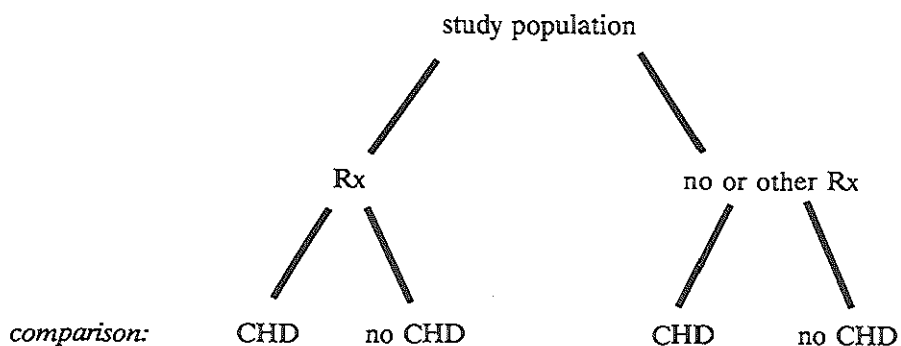 study population
Rx no or other Rx
comparison: CHD no CHD CHD no CHD